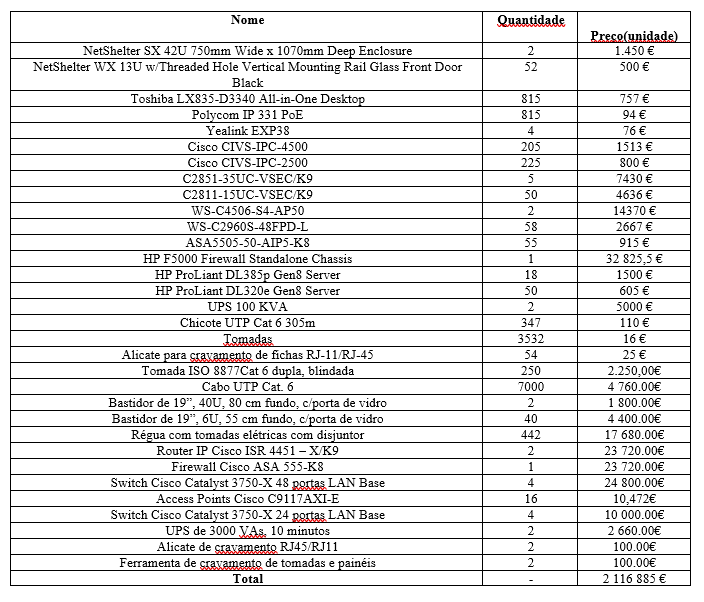 Nome Quantidade Preço(unidade)
NetShelter SX 42U 750mm Wide x 1070mm Deep Enclosure 2 1.450 €
NetShelter WX 13U w/Threaded Hole Vertical Mounting Rail Glass Front Door 52 500 €
Black
Toshiba LX835-D3340 All-in-One Desktop 815 757 €
Polycom IP 331 PoE 815 94 €
Yealink EXP38 4 76 €
Cisco CIVS-IPC-4500 205 1513 €
Cisco CIVS-IPC-2500 225 800 €
C2851-35UC-VSEC/K9 5 7430 €
C2811-15UC-VSEC/K9 50 4636 €
WS-C4506-S4-AP50 2 14370 €
WS-C2960S-48FPD-L 58 2667 €
ASA5505-50-AIP5-K8 55 915 €
HP F5000 Firewall Standalone Chassis 1 32 825,5 €
HP ProLiant DL385p Gen8 Server 18 1500 €
HP ProLiant DL320e Gen8 Server 50 605 €
UPS 100 KVA 2 5000 €
Chicote UTP Cat 6 305m 347 110 €
Tomadas 3532 16 €
Alicate para cravamento de fichas RJ-11/RJ-45 54 25 €
Tomada ISO 8877Cat 6 dupla, blindada 250 2.250,00€
Cabo UTP Cat. 6 7000 4 760.00€
Bastidor de 19”, 40U, 80 cm fundo, c/porta de vidro 2 1 800.00€
Bastidor de 19”, 6U, 55 cm fundo, c/porta de vidro 40 4 400.00€
Régua com tomadas elétricas com disjuntor 442 17 680.00€
Router IP Cisco ISR 4451 – X/K9 2 23 720.00€
Firewall Cisco ASA 555-K8 1 23 720.00€
Switch Cisco Catalyst 3750-X 48 portas LAN Base 4 24 800.00€
Access Points Cisco C9117AXI-E 16 10,472€
Switch Cisco Catalyst 3750-X 24 portas LAN Base 4 10 000.00€
UPS de 3000 VAs, 10 minutos 2 2 660.00€
Alicate de cravamento RJ45/RJ11 2 100.00€
Ferramenta de cravamento de tomadas e painéis 2 100.00€
Total - 2 116 885 €